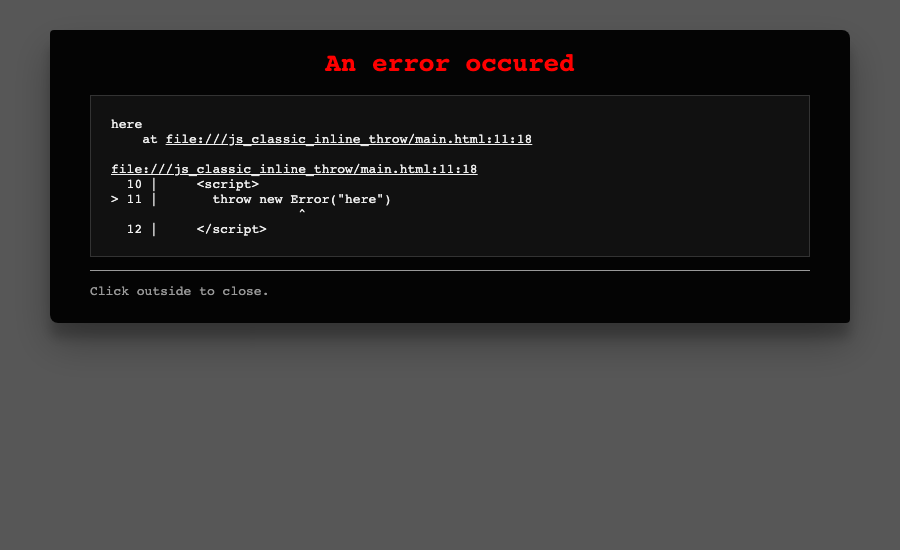 An error occured
here
    at file:///js_classic_inline_throw/main.html:11:18
file:///js_classic_inline_throw/main.html:11:18
  10 |     <script>
> 11 |       throw new Error("here")
                        ^
  12 |     </script>
Click outside to close.